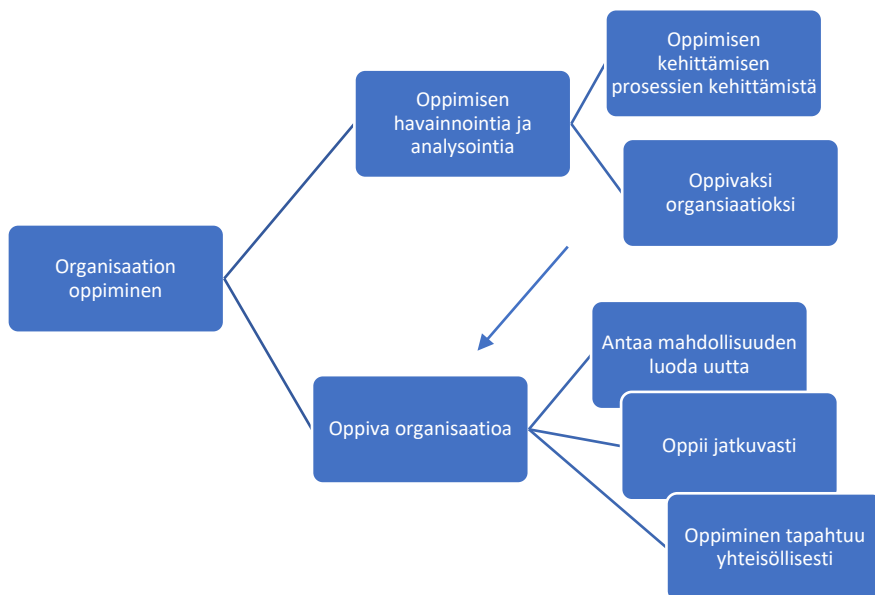 Oppimisen
kehittämisen
prosessien kehittämistä
Oppimisen
havainnointia ja
analysointia
Oppivaksi
organsiaatioksi
Organisaation
oppiminen
Antaa mahdollisuuden
luoda uutta
Oppiva organisaatioa
Oppii jatkuvasti
Oppiminen tapahtuu
yhteisöllisesti